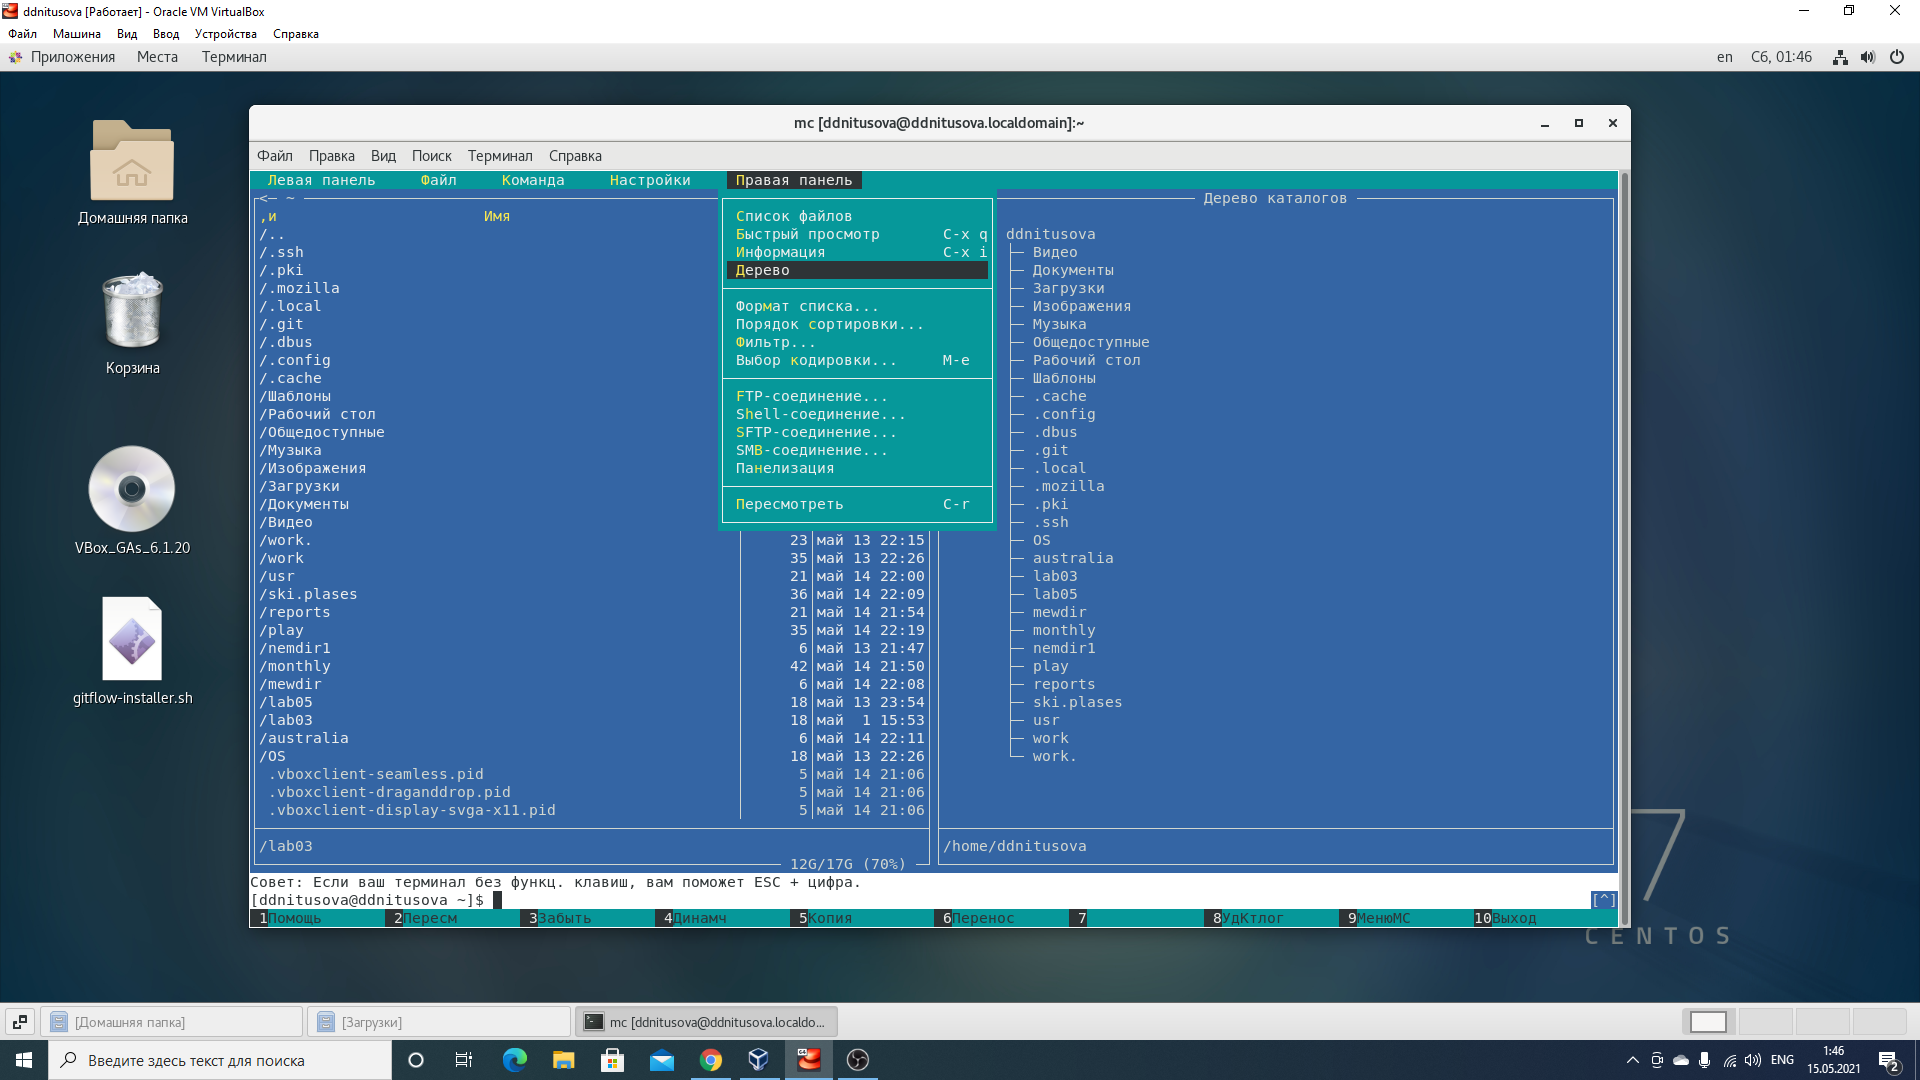 ddnitusova [Работает] - Oracle VM VirtualBox
Файл Машина Вид Ввод Устройства Справка
Приложения Места Терминал en Сб, 01:46
Домашняя папка
Корзина
VBox_GAs_6.1.20
gitflow-installer.sh
mc [ddnitusova@ddnitusova.localdomain]:~
Файл Правка Вид Поиск Терминал Справка
Левая панель Файл Команда Настройки Правая панель
<— ~
,и Имя
/..
/.ssh
/.pki
/.mozilla
/.local
/.git
/.dbus
/.config
/.cache
/Шаблоны
/Рабочий стол
/Общедоступные
/Музыка
/Изображения
/Загрузки
/Документы
/Видео
/work. 23 май 13 22:15
/work 35 май 13 22:26
/usr 21 май 14 22:00
/ski.plases 36 май 14 22:09
/reports 21 май 14 21:54
/play 35 май 14 22:19
/nemdir1 6 май 13 21:47
/monthly 42 май 14 21:50
/mewdir 6 май 14 22:08
/lab05 18 май 13 23:54
/lab03 18 май 1 15:53
/australia 6 май 14 22:11
/OS 18 май 13 22:26
.vboxclient-seamless.pid 5 май 14 21:06
.vboxclient-draganddrop.pid 5 май 14 21:06
.vboxclient-display-svga-x11.pid 5 май 14 21:06
/lab03
12G/17G (70%)
Список файлов
Быстрый просмотр C-x q
Информация C-x i
Дерево
Формат списка...
Порядок сортировки...
Фильтр...
Выбор кодировки... M-e
FTP-соединение...
Shell-соединение...
SFTP-соединение...
SMB-соединение...
Панелизация
Пересмотреть C-r
Дерево каталогов
ddnitusova
Видео
Документы
Загрузки
Изображения
Музыка
Общедоступные
Рабочий стол
Шаблоны
.cache
.config
.dbus
.git
.local
.mozilla
.pki
.ssh
OS
australia
lab03
lab05
mewdir
monthly
nemdir1
play
reports
ski.plases
usr
work
work.
/home/ddnitusova
Совет: Если ваш терминал без функц. клавиш, вам поможет ESC + цифра.
[ddnitusova@ddnitusova ~]$ [^]
1Помощь 2Пересм 3Забыть 4Динамч 5Копия 6Перенос 7 8УдКтлог 9МенюМС 10Выход
7
CENTOS
[Домашняя папка] [Загрузки] mc [ddnitusova@ddnitusova.localdo...
Введите здесь текст для поиска
64
ENG
1:46
15.05.2021
2